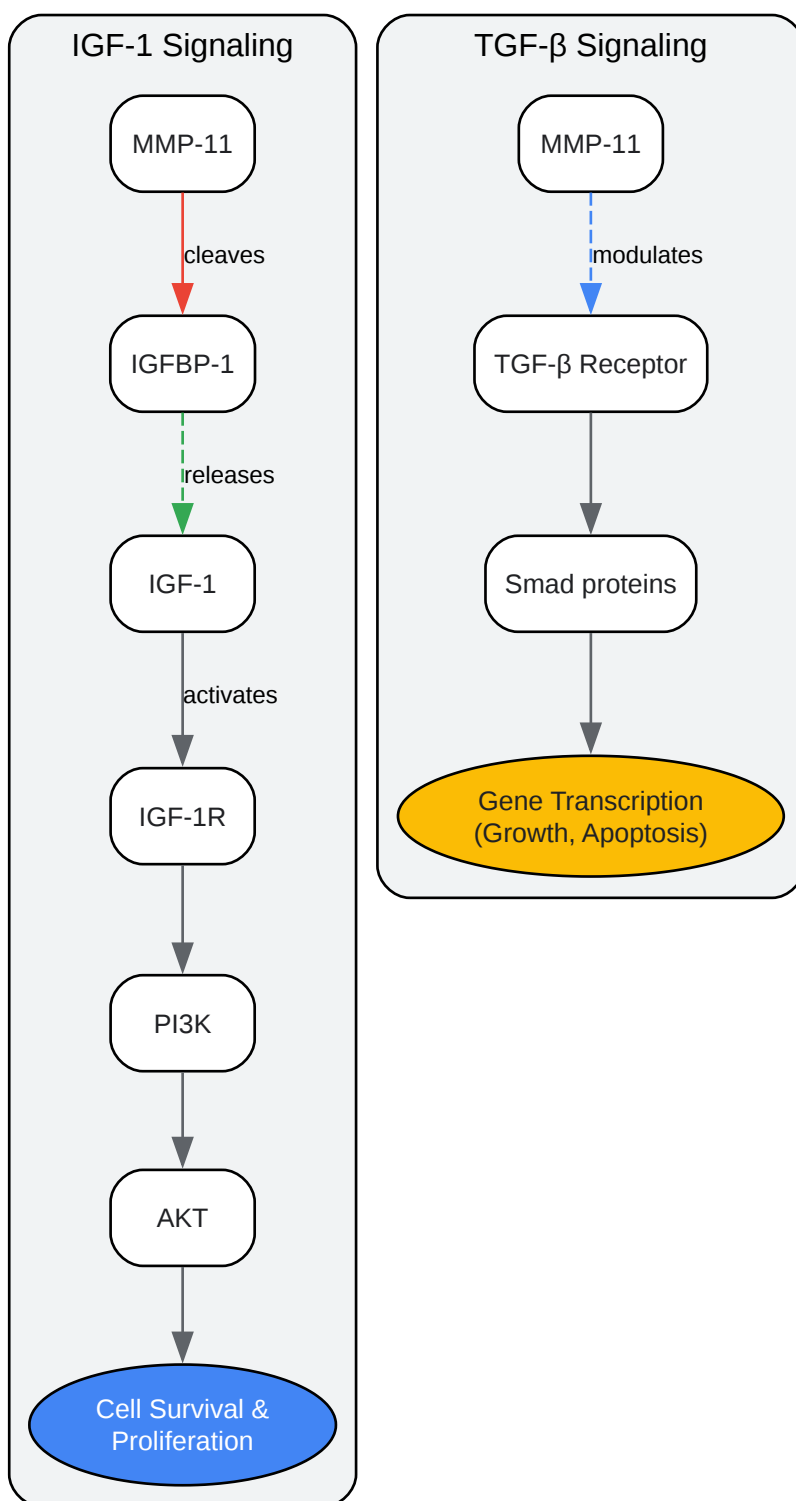 IGF-1 Signaling
MMP-11
cleaves
IGFBP-1
releases
IGF-1
activates
IGF-1R
PI3K
AKT
Cell Survival &
Proliferation
TGF-β Signaling
MMP-11
modulates
TGF-β Receptor
Smad proteins
Gene Transcription
(Growth, Apoptosis)